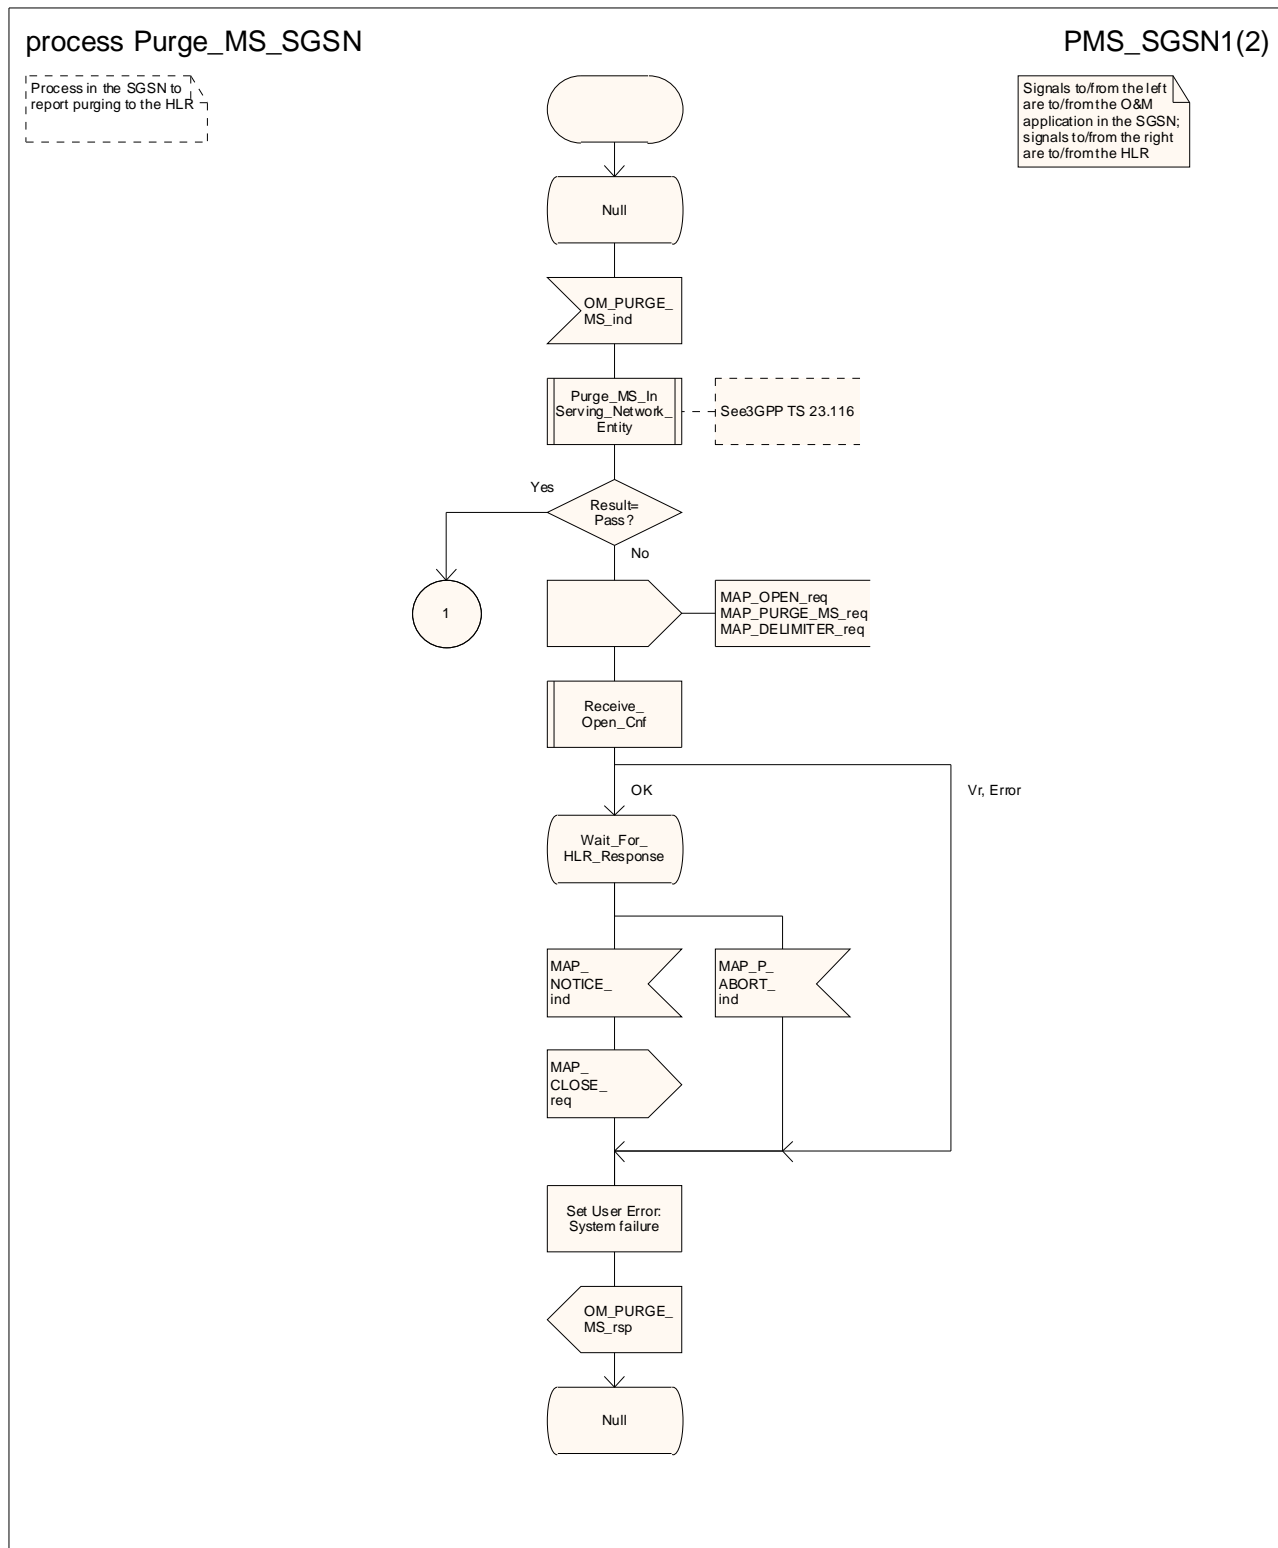 process Purge_MS_SGSN
PMS_SGSN1(2)
Process in the SGSN to
report purging to the HLR
Signals to/from the left
are to/from the O&M
application in the SGSN;
signals to/from the right
are to/from the HLR
Null
OM_PURGE_
MS_ind
Purge_MS_In
Serving_Network_
Entity
See3GPP TS 23.116
Yes
Result=
Pass?
No
1
MAP_OPEN_req
MAP_PURGE_MS_req
MAP_DELIMITER_req
Receive_
Open_Cnf
OK
Vr, Error
Wait_For_
HLR_Response
MAP_
NOTICE_
ind
MAP_P_
ABORT_
ind
MAP_
CLOSE_
req
Set User Error:
System failure
OM_PURGE_
MS_rsp
Null